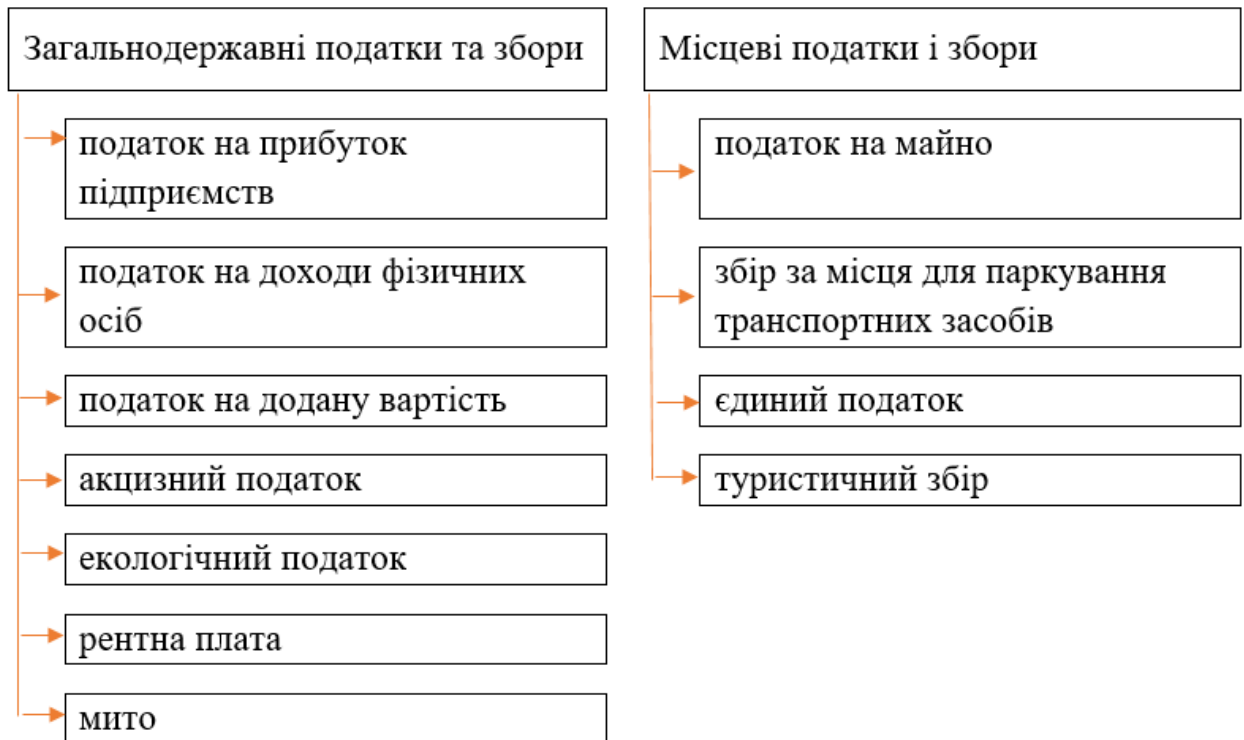 Загальнодержавні податки та збори
податок на прибуток
підприємств
податок на доходи фізичних
осіб
податок на додану вартість
акцизний податок
екологічний податок
рентна плата
мито
Місцеві податки і збори
податок на майно
збір за місця для паркування
транспортних засобів
єдиний податок
туристичний збір